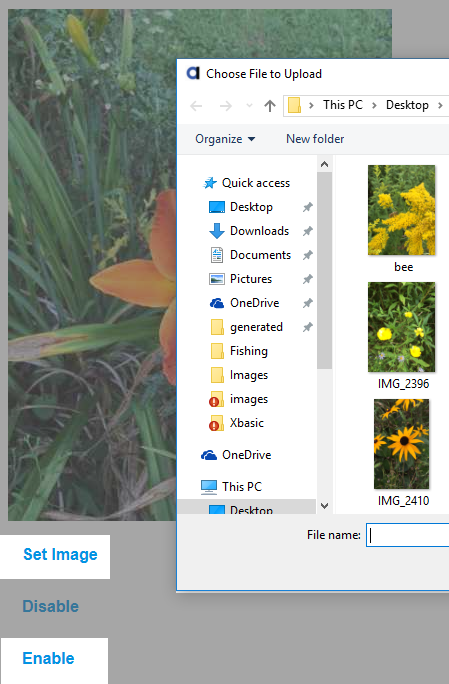 Choose File to Upload
This PC
Desktop
Organize
New folder
Quick access
Desktop
Downloads
Documents
Pictures
OneDrive
generated
Fishing
Images
images
Xbasic
OneDrive
This PC
Desktop
bee
IMG_2396
IMG_2410
File name:
Set Image
Disable
Enable